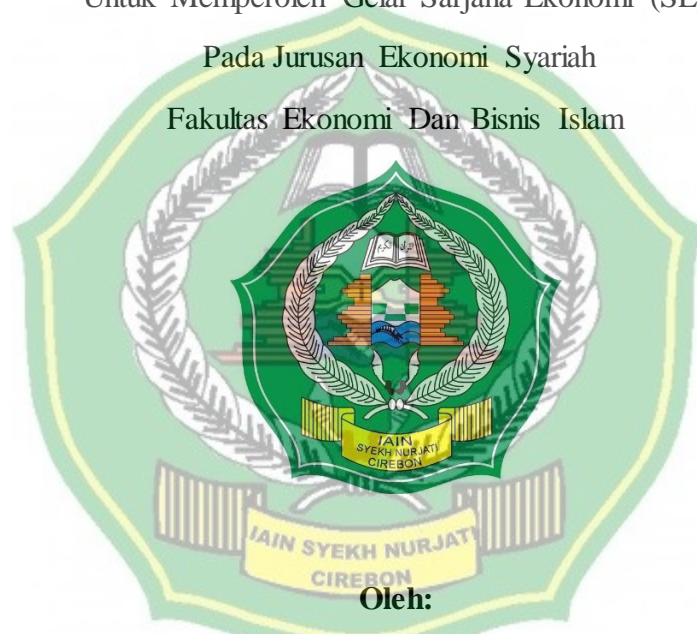 Untuk Memperoleh Gelar Sarjana Ekonomi (SE
Pada Jurusan Ekonomi Syariah
Fakultas Ekonomi Dan Bisnis Islam
IAIN
SYEKH NURJATI
CIREBON
IAIN SYEKH NURJATI
CIREBON
Oleh: